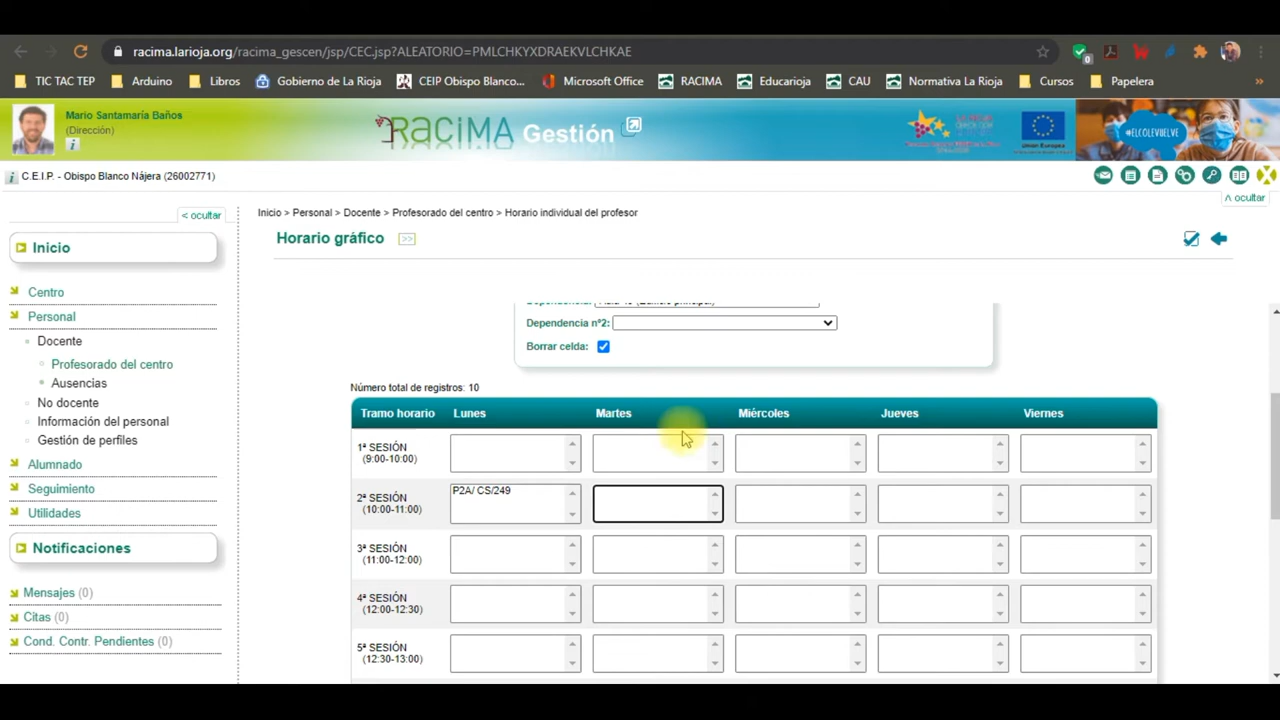 racima.larioja.org/racima_gescen/jsp/CEC.jsp?ALEATORIO=PMLCHKYXDRAEKVLCHKAE
TIC TAC TEP Arduino Libros Gobierno de La Rioja CEIP Obispo Blanco... Microsoft Office RACIMA Educarioja CAU Normativa La Rioja Cursos Papelera »
Mario Santamaría Baños
(Dirección)
RACIMA Gestión
Unión Europea
#ELCOLEVUELVE
C.E.I.P. - Obispo Blanco Nájera (26002771)
ocultar
< ocultar
Inicio > Personal > Docente > Profesorado del centro > Horario individual del profesor
Inicio
Horario gráfico >>
Centro
Personal
Docente
Profesorado del centro
Ausencias
No docente
Información del personal
Gestión de perfiles
Alumnado
Seguimiento
Utilidades
Notificaciones
Mensajes (0)
Citas (0)
Cond. Contr. Pendientes (0)
Dependencia nº2:
Borrar celda:
Número total de registros: 10
Tramo horario Lunes Martes Miércoles Jueves Viernes
1ª SESIÓN
(9:00-10:00)
2ª SESIÓN
(10:00-11:00)
P2A/ CS/249
3ª SESIÓN
(11:00-12:00)
4ª SESIÓN
(12:00-12:30)
5ª SESIÓN
(12:30-13:00)